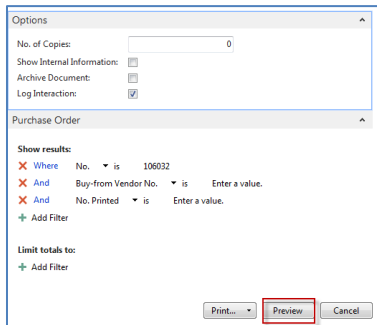 Options
No. of Copies: 0
Show Internal Information:
Archive Document:
Log Interaction:
Purchase Order
Show results:
Where No. is 106032
And Buy-from Vendor No. is Enter a value.
And No. Printed is Enter a value.
Add Filter
Limit totals to:
Add Filter
Print... Preview Cancel